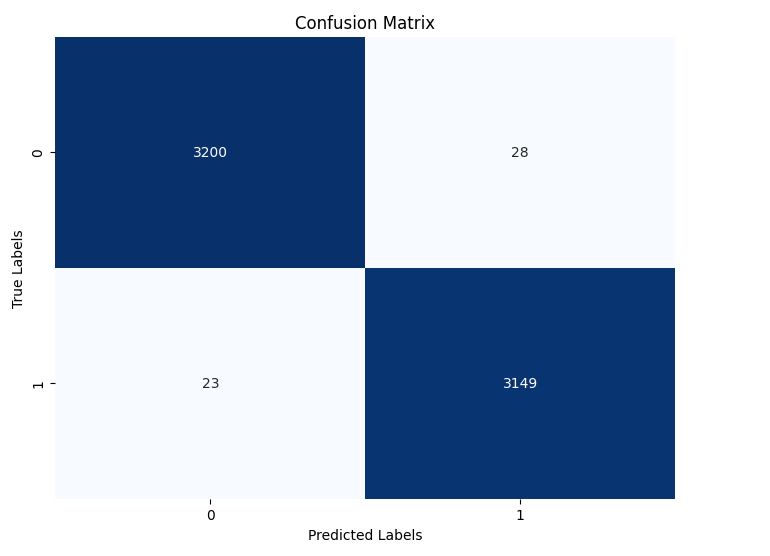 Confusion Matrix
True Labels
0
3200
28
1
23
3149
0
1
Predicted Labels